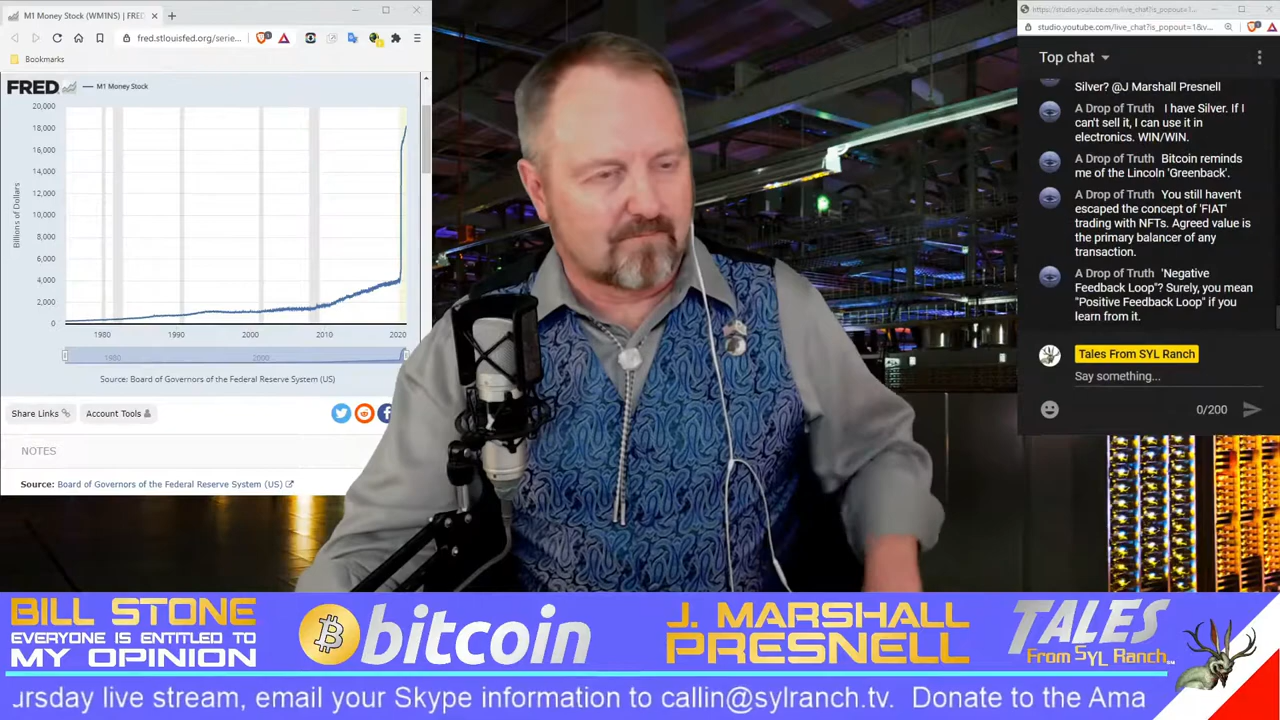 M1 Money Stock (WM1NS) | FRED
fred.stlouisfed.org/serie...
Bookmarks
FRED
M1 Money Stock
20,000
18,000
16,000
14,000
12,000
10,000
8,000
6,000
4,000
2,000
0
Billions of Dollars
1980 1990 2000 2010 2020
1980 2000
Source: Board of Governors of the Federal Reserve System (US)
Share Links Account Tools
NOTES
Source: Board of Governors of the Federal Reserve System (US)
https://studio.youtube.com/live_chat?is_popout=1&
studio.youtube.com/live_chat?is_popout=1&v...
Top chat
Silver? @J Marshall Presnell
A Drop of Truth I have Silver. If I
can't sell it, I can use it in
electronics. WIN/WIN.
A Drop of Truth Bitcoin reminds
me of the Lincoln 'Greenback'.
A Drop of Truth You still haven't
escaped the concept of 'FIAT'
trading with NFTs. Agreed value is
the primary balancer of any
transaction.
A Drop of Truth 'Negative
Feedback Loop'? Surely, you mean
"Positive Feedback Loop" if you
learn from it.
Tales From SYL Ranch
Say something...
0/200
BILL STONE
EVERYONE IS ENTITLED TO
MY OPINION
bitcoin
J. MARSHALL
PRESNELL
TALES
From SYL Ranch
ursday live stream, email your Skype information to callin@sylranch.tv. Donate to the Ama